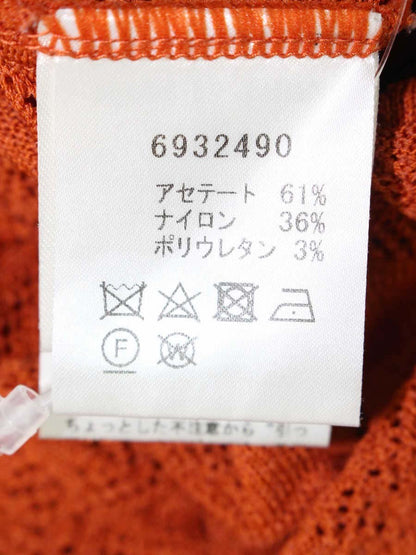 6932490
アセテート 61%
ナイロン 36%
ポリウレタン 3%
F
W
ちょっとした不注意から"引っ